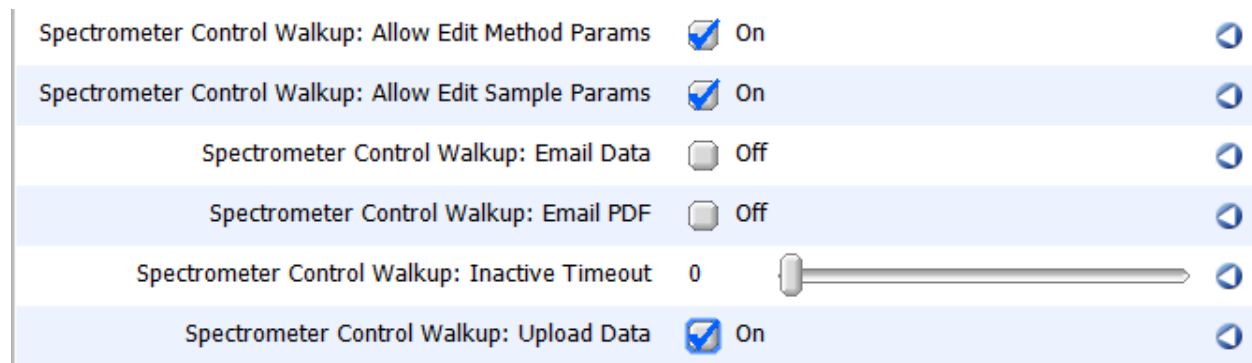 Spectrometer Control Walkup: Allow Edit Method Params On
Spectrometer Control Walkup: Allow Edit Sample Params On
Spectrometer Control Walkup: Email Data Off
Spectrometer Control Walkup: Email PDF Off
Spectrometer Control Walkup: Inactive Timeout 0
Spectrometer Control Walkup: Upload Data On